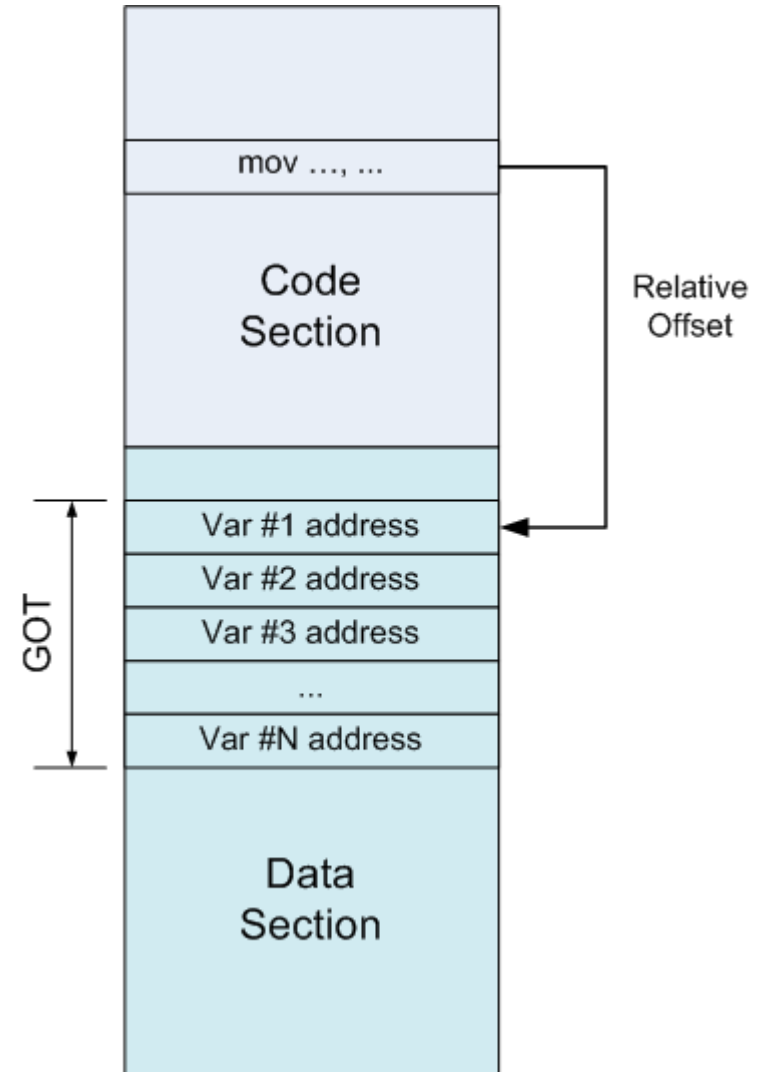 mov ..., ...
Code
Section
Relative
Offset
GOT
Var #1 address
Var #2 address
Var #3 address
...
Var #N address
Data
Section